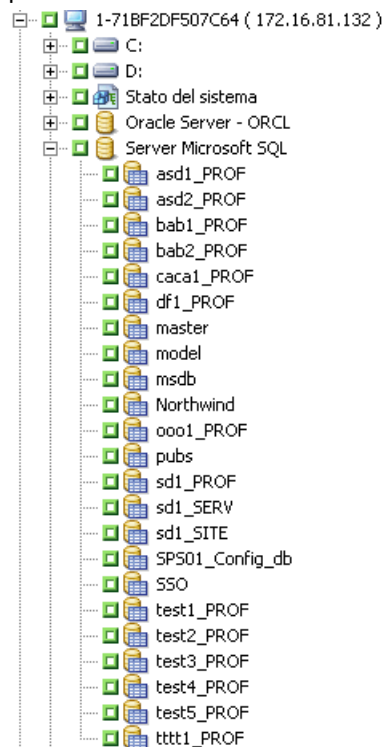 1-71BF2DF507C64 ( 172.16.81.132 )
C:
D:
Stato del sistema
Oracle Server - ORCL
Server Microsoft SQL
asd1_PROF
asd2_PROF
bab1_PROF
bab2_PROF
caca1_PROF
df1_PROF
master
model
msdb
Northwind
ooo1_PROF
pubs
sd1_PROF
sd1_SERV
sd1_SITE
SPS01_Config_db
SSO
test1_PROF
test2_PROF
test3_PROF
test4_PROF
test5_PROF
tttt1_PROF